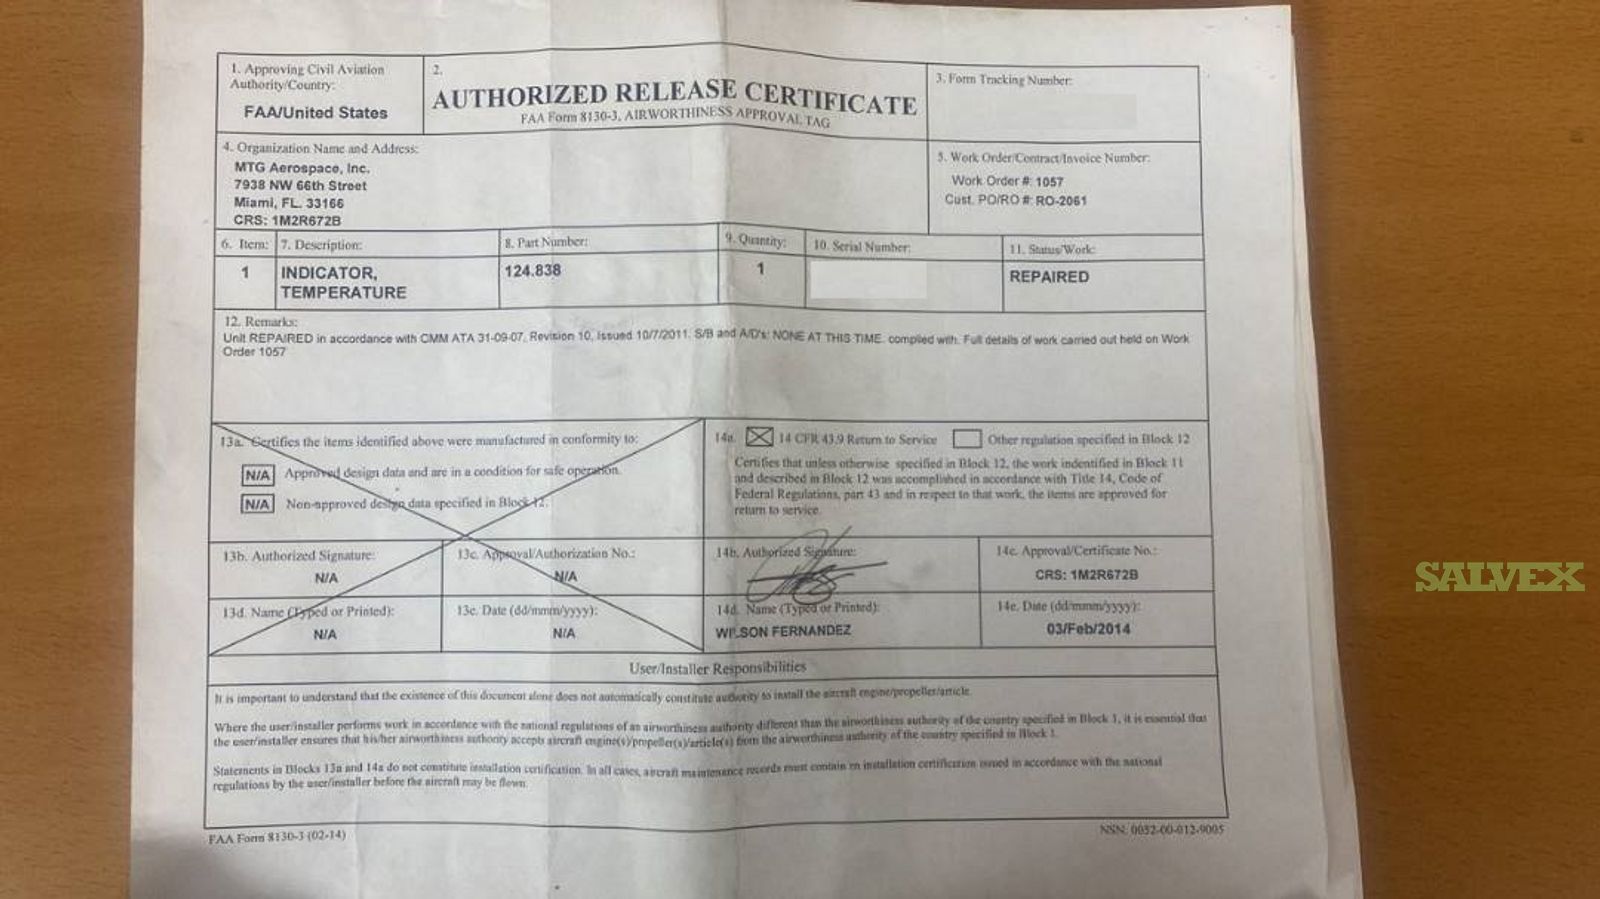 1. Approving Civil Aviation
Authority/Country:
FAA/United States
2.
AUTHORIZED RELEASE CERTIFICATE
FAA Form 8130-3, AIRWORTHINESS APPROVAL TAG
3. Form Tracking Number:
4. Organization Name and Address:
MTG Aerospace, Inc.
7938 NW 66th Street
Miami, FL. 33166
CRS: 1M2R672B
5. Work Order/Contract/Invoice Number:
Work Order #: 1057
Cust. PO/RO #: RO-2061
6. Item: 7. Description: 8. Part Number: 9. Quantity: 10. Serial Number: 11. Status/Work:
1 INDICATOR, 124.838 1 REPAIRED
TEMPERATURE
12. Remarks:
Unit REPAIRED in accordance with CMM ATA 31-09-07, Revision 10, Issued 10/7/2011. S/B and A/D's: NONE AT THIS TIME. complied with. Full details of work carried out held on Work
Order 1057
13a. Certifies the items identified above were manufactured in conformity to:
N/A Approved design data and are in a condition for safe operation.
N/A Non-approved design data specified in Block 12.
14a. 14 CFR 43.9 Return to Service Other regulation specified in Block 12
Certifies that unless otherwise specified in Block 12, the work indentified in Block 11
and described in Block 12 was accomplished in accordance with Title 14, Code of
Federal Regulations, part 43 and in respect to that work, the items are approved for
return to service.
13b. Authorized Signature:
N/A
13c. Approval/Authorization No.:
N/A
14b. Authorized Signature:
14c. Approval/Certificate No.:
CRS: 1M2R672B
13d. Name (Typed or Printed):
N/A
13e. Date (dd/mmm/yyyy):
N/A
14d. Name (Typed or Printed):
WILSON FERNANDEZ
14e. Date (dd/mmm/yyyy):
03/Feb/2014
User/Installer Responsibilities
It is important to understand that the existence of this document alone does not automatically constitute authority to install the aircraft engine/propeller/article.
Where the user/installer performs work in accordance with the national regulations of an airworthiness authority different than the airworthiness authority of the country specified in Block 1, it is essential that
the user/installer ensures that his/her airworthiness authority accepts aircraft engine(s)/propeller(s)/article(s) from the airworthiness authority of the country specified in Block 1.
Statements in Blocks 13a and 14a do not constitute installation certification. In all cases, aircraft maintenance records must contain an installation certification issued in accordance with the national
regulations by the user/installer before the aircraft may be flown.
FAA Form 8130-3 (02-14)
NSN: 0052-00-012-9005
SALVEX